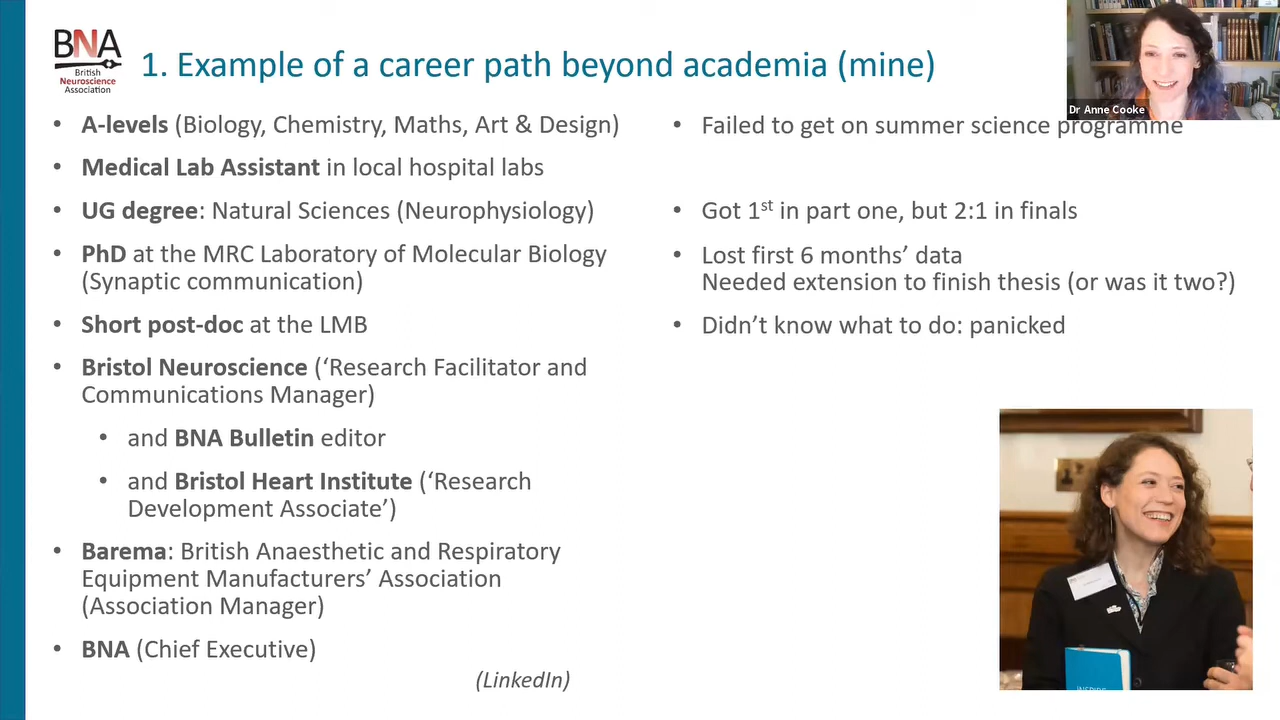 BNA
British
Neuroscience
Association
1. Example of a career path beyond academia (mine)
Dr Anne Cooke
• A-levels (Biology, Chemistry, Maths, Art & Design)
• Medical Lab Assistant in local hospital labs
• UG degree: Natural Sciences (Neurophysiology)
• PhD at the MRC Laboratory of Molecular Biology
(Synaptic communication)
• Short post-doc at the LMB
• Bristol Neuroscience (‘Research Facilitator and
Communications Manager)
• and BNA Bulletin editor
• and Bristol Heart Institute (‘Research
Development Associate’)
• Barema: British Anaesthetic and Respiratory
Equipment Manufacturers’ Association
(Association Manager)
• BNA (Chief Executive)
(LinkedIn)
• Failed to get on summer science programme
• Got 1st in part one, but 2:1 in finals
• Lost first 6 months’ data
Needed extension to finish thesis (or was it two?)
• Didn’t know what to do: panicked